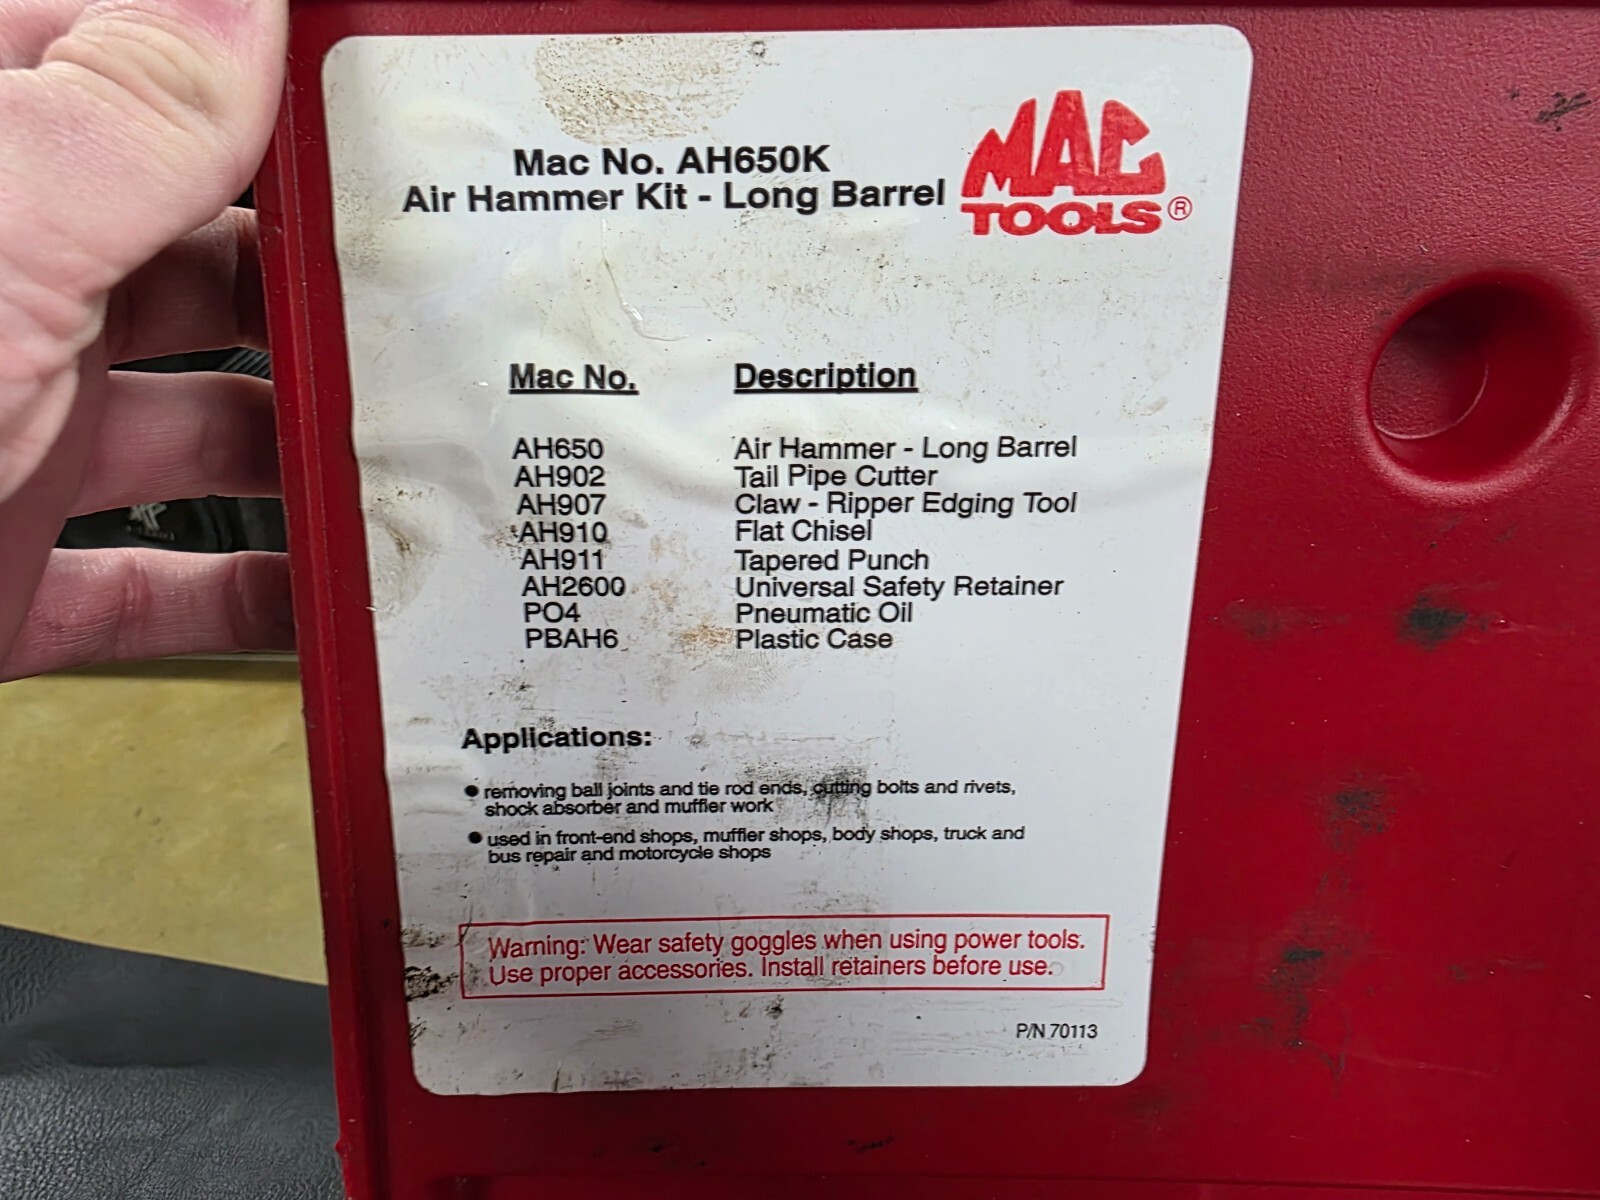 Mac No. AH650K
Air Hammer Kit - Long Barrel
MAC
TOOLS®
Mac No. Description
AH650 Air Hammer - Long Barrel
AH902 Tail Pipe Cutter
AH907 Claw - Ripper Edging Tool
AH910 Flat Chisel
AH911 Tapered Punch
AH2600 Universal Safety Retainer
PO4 Pneumatic Oil
PBAH6 Plastic Case
Applications:
● removing ball joints and tie rod ends, cutting bolts and rivets,
shock absorber and muffler work
● used in front-end shops, muffler shops, body shops, truck and
bus repair and motorcycle shops
Warning: Wear safety goggles when using power tools.
Use proper accessories. Install retainers before use.
P/N 70113